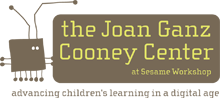 the Joan Ganz
Cooney Center
at Sesame Workshop
advancing children's learning in a digital age